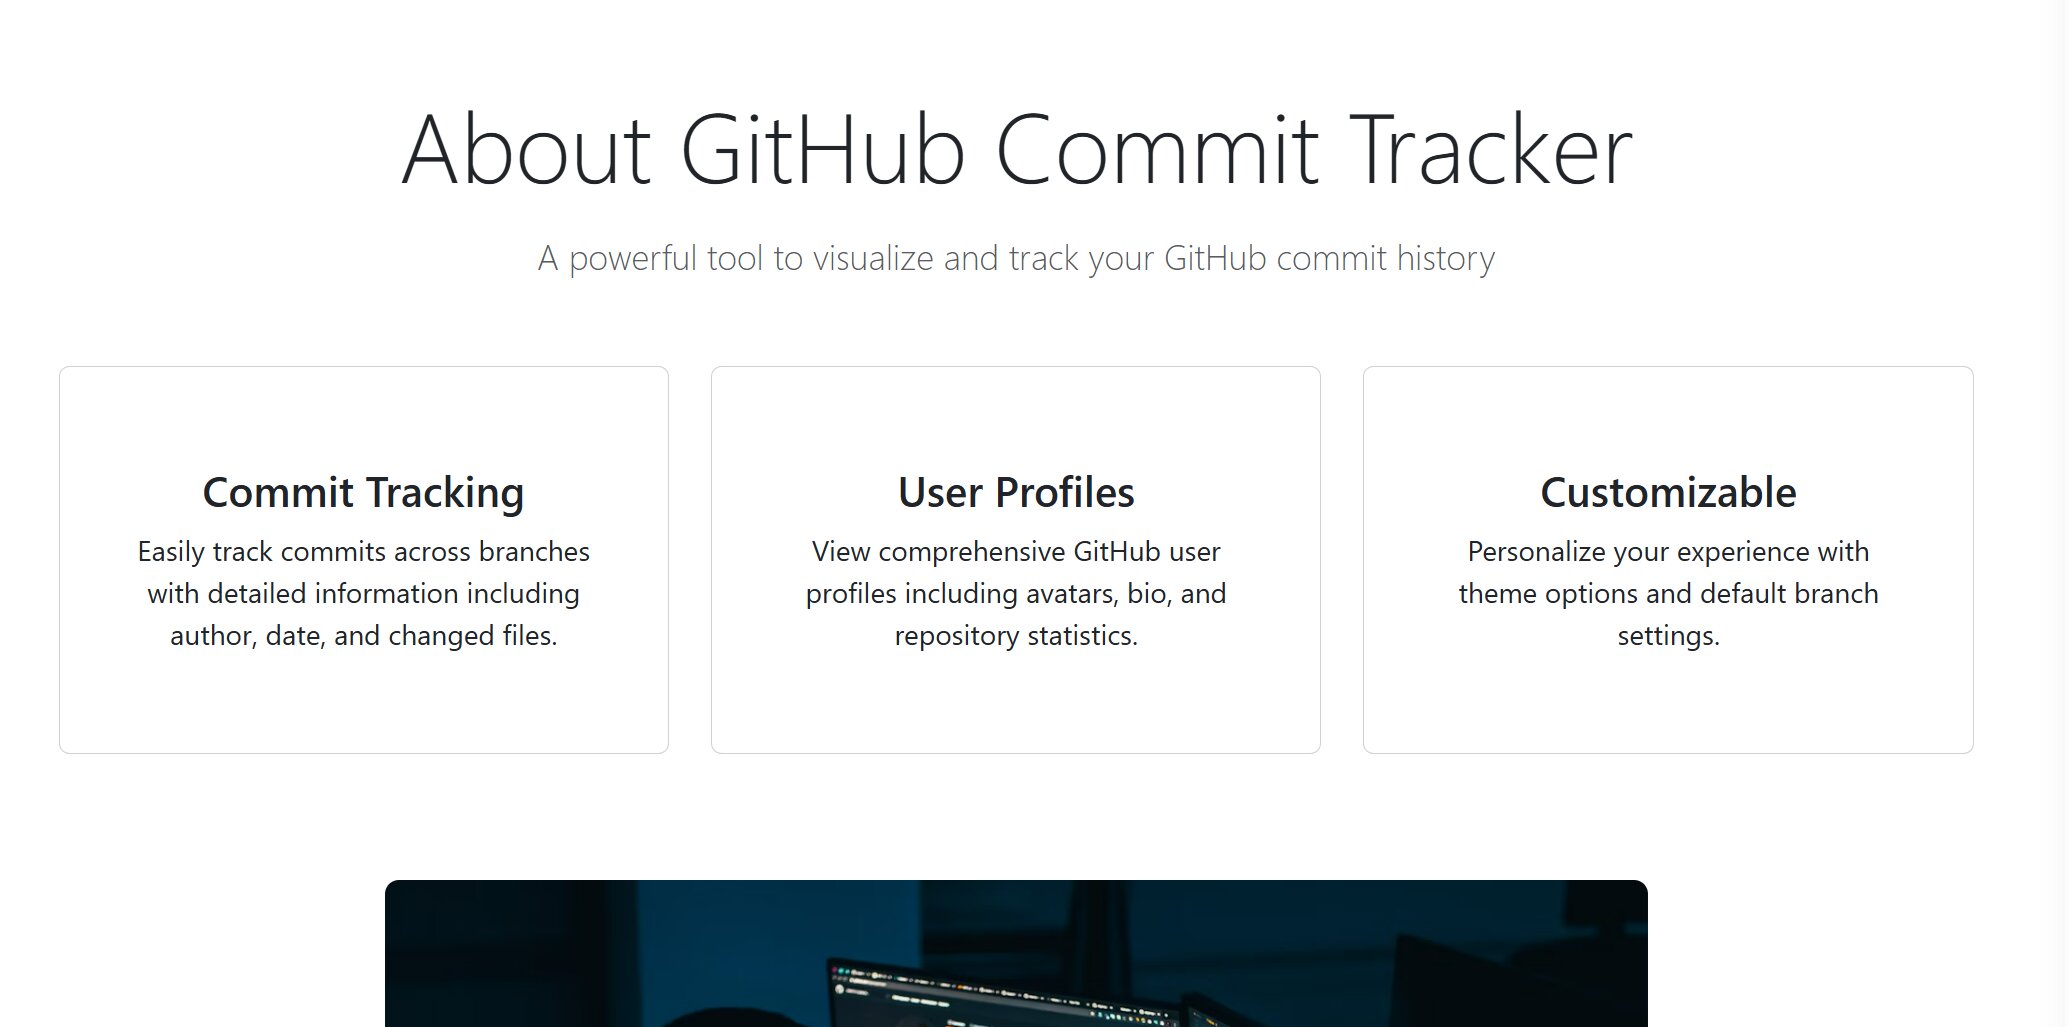 About GitHub Commit Tracker
A powerful tool to visualize and track your GitHub commit history
Commit Tracking
Easily track commits across branches
with detailed information including
author, date, and changed files.
User Profiles
View comprehensive GitHub user
profiles including avatars, bio, and
repository statistics.
Customizable
Personalize your experience with
theme options and default branch
settings.